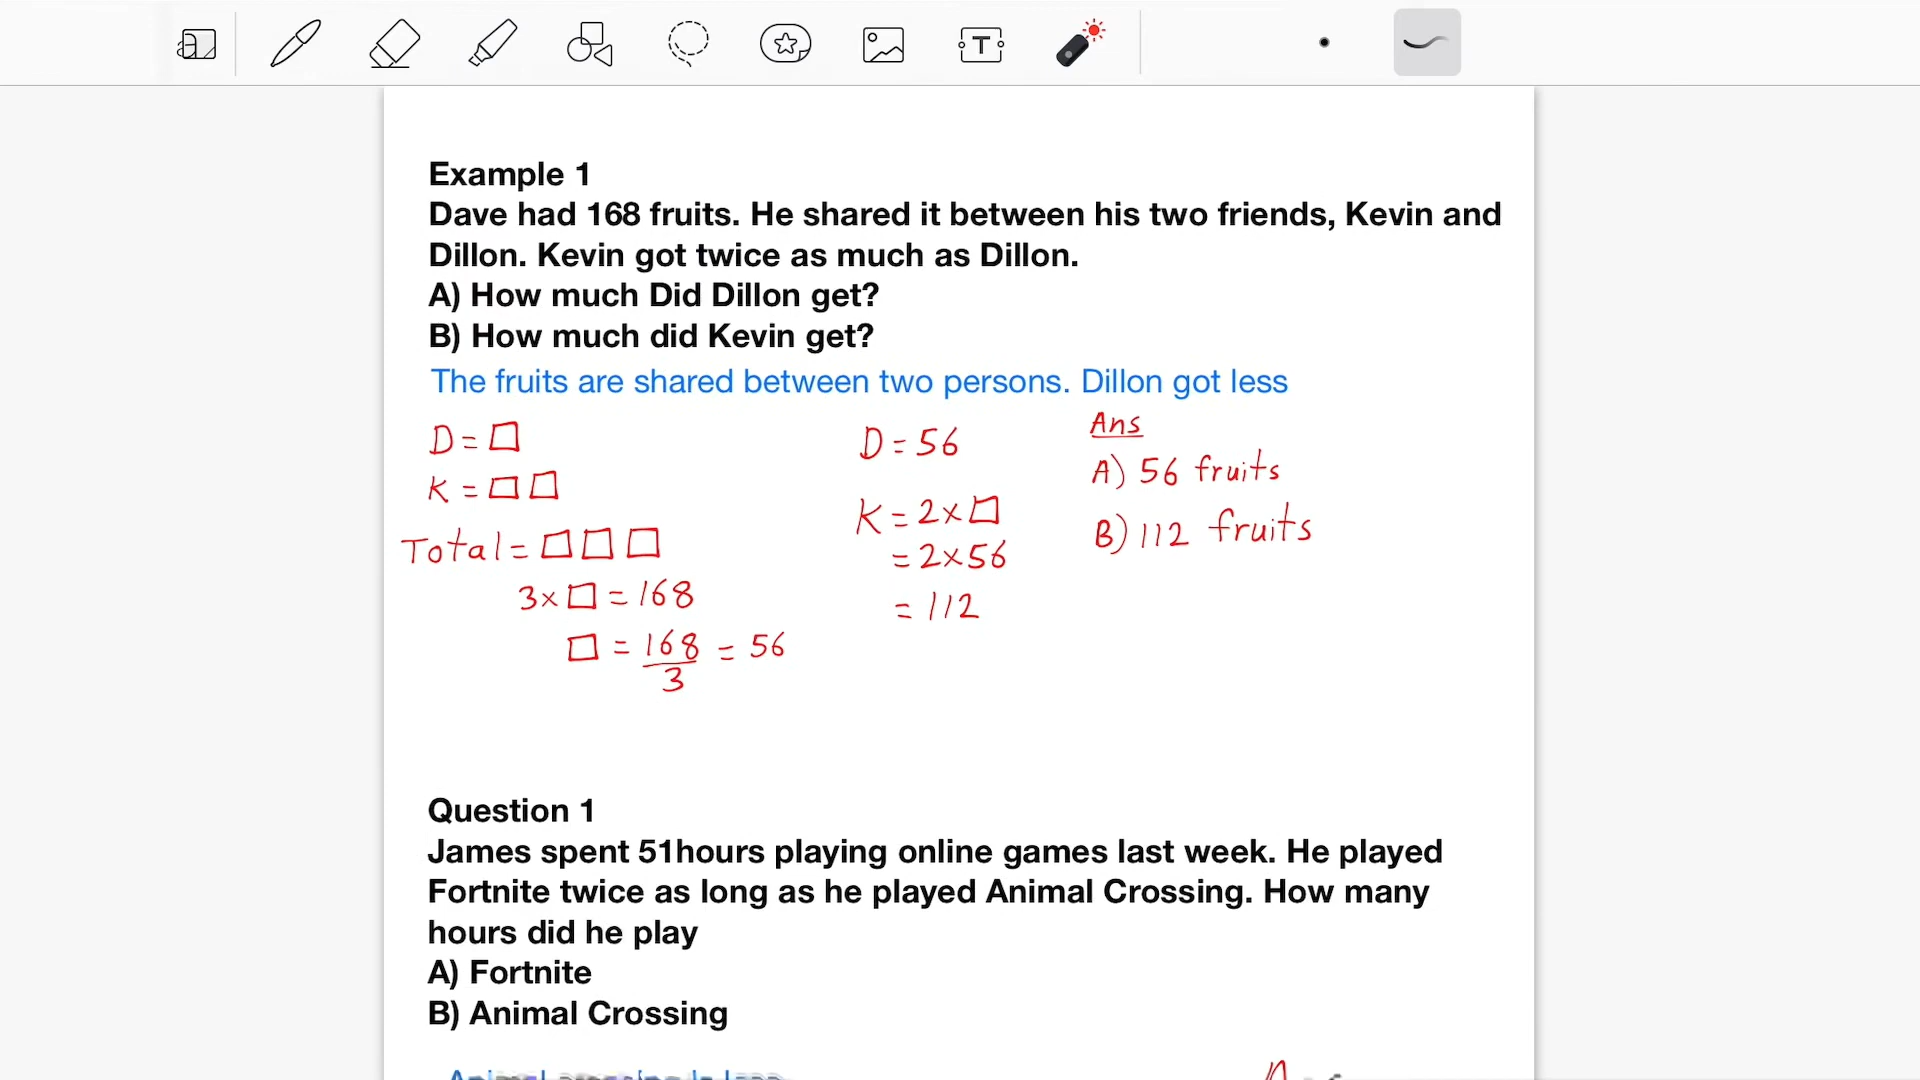 Example 1
Dave had 168 fruits. He shared it between his two friends, Kevin and
Dillon. Kevin got twice as much as Dillon.
A) How much Did Dillon get?
B) How much did Kevin get?
The fruits are shared between two persons. Dillon got less
D = □
K = □ □
Total = □ □ □
3 × □ = 168
□ = 168/3 = 56
D = 56
K = 2 × □
= 2 × 56
= 112
Ans
A) 56 fruits
B) 112 fruits
Question 1
James spent 51hours playing online games last week. He played
Fortnite twice as long as he played Animal Crossing. How many
hours did he play
A) Fortnite
B) Animal Crossing